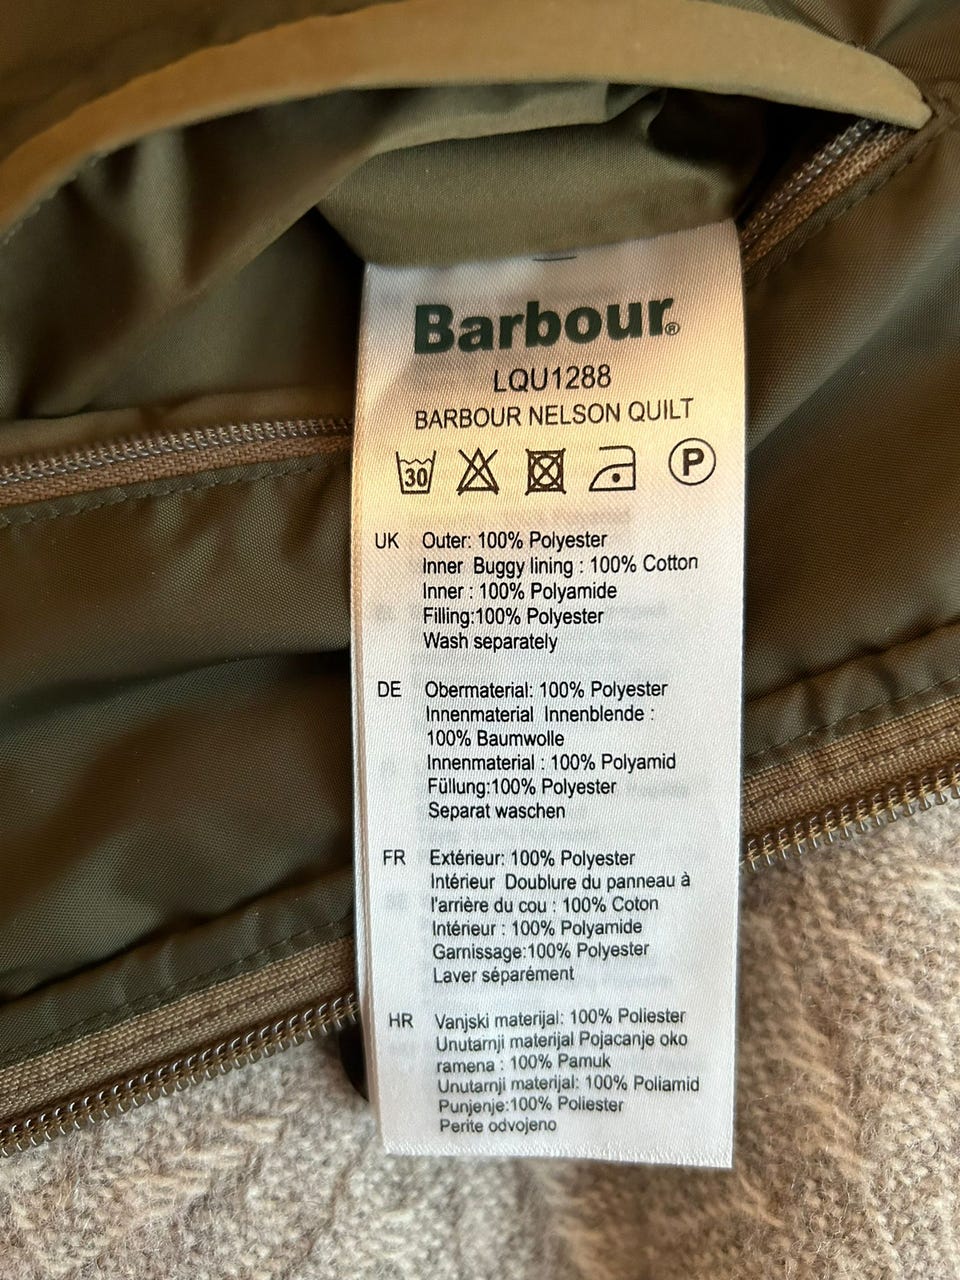 Barbour®
LQU1288
BARBOUR NELSON QUILT
30 P
UK Outer: 100% Polyester
Inner Buggy lining : 100% Cotton
Inner : 100% Polyamide
Filling:100% Polyester
Wash separately
DE Obermaterial: 100% Polyester
Innenmaterial Innenblende :
100% Baumwolle
Innenmaterial : 100% Polyamid
Füllung:100% Polyester
Separat waschen
FR Extérieur: 100% Polyester
Intérieur Doublure du panneau à
l'arrière du cou : 100% Coton
Intérieur : 100% Polyamide
Garnissage:100% Polyester
Laver séparément
HR Vanjski materijal: 100% Poliester
Unutarnji materijal Pojacanje oko
ramena : 100% Pamuk
Unutarnji materijal: 100% Poliamid
Punjenje:100% Poliester
Perite odvojeno